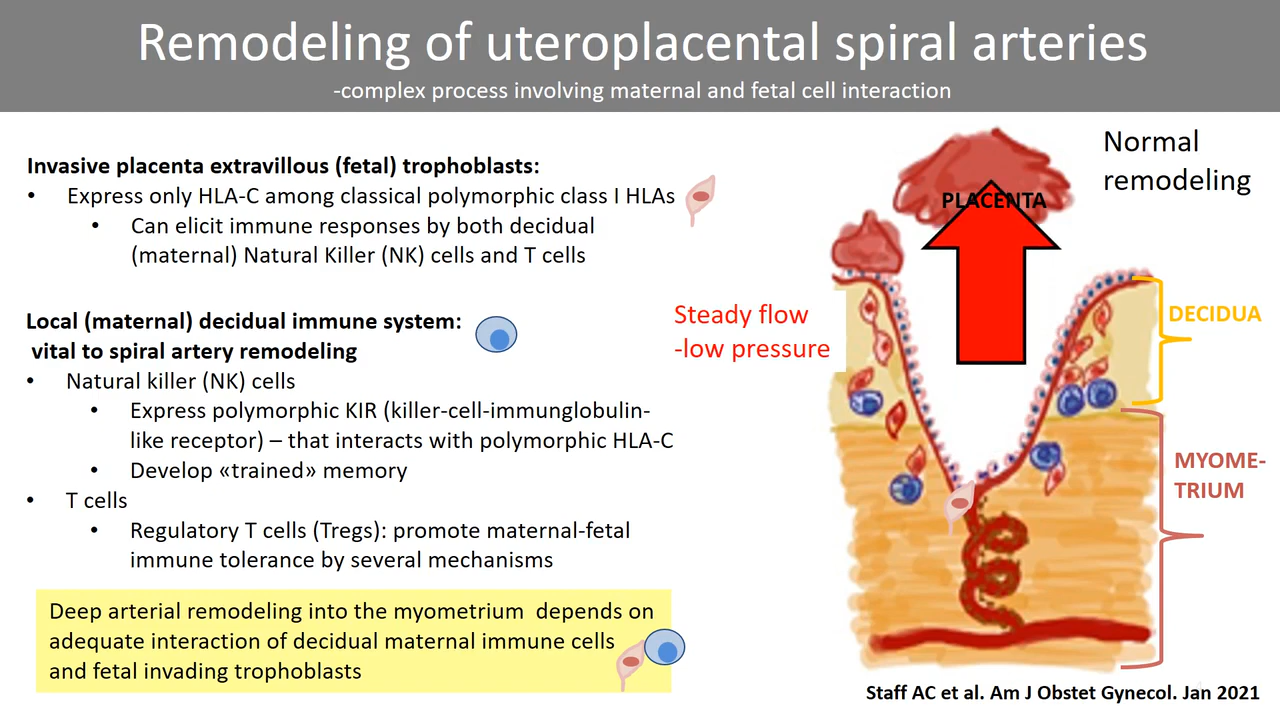 Remodeling of uteroplacental spiral arteries
-complex process involving maternal and fetal cell interaction
Invasive placenta extravillous (fetal) trophoblasts:
• Express only HLA-C among classical polymorphic class I HLAs
• Can elicit immune responses by both decidual
(maternal) Natural Killer (NK) cells and T cells
Local (maternal) decidual immune system:
vital to spiral artery remodeling
• Natural killer (NK) cells
• Express polymorphic KIR (killer-cell-immunglobulin-
like receptor) – that interacts with polymorphic HLA-C
• Develop «trained» memory
• T cells
• Regulatory T cells (Tregs): promote maternal-fetal
immune tolerance by several mechanisms
Deep arterial remodeling into the myometrium depends on
adequate interaction of decidual maternal immune cells
and fetal invading trophoblasts
Normal
remodeling
PLACENTA
Steady flow
-low pressure
DECIDUA
MYOME-
TRIUM
Staff AC et al. Am J Obstet Gynecol. Jan 2021